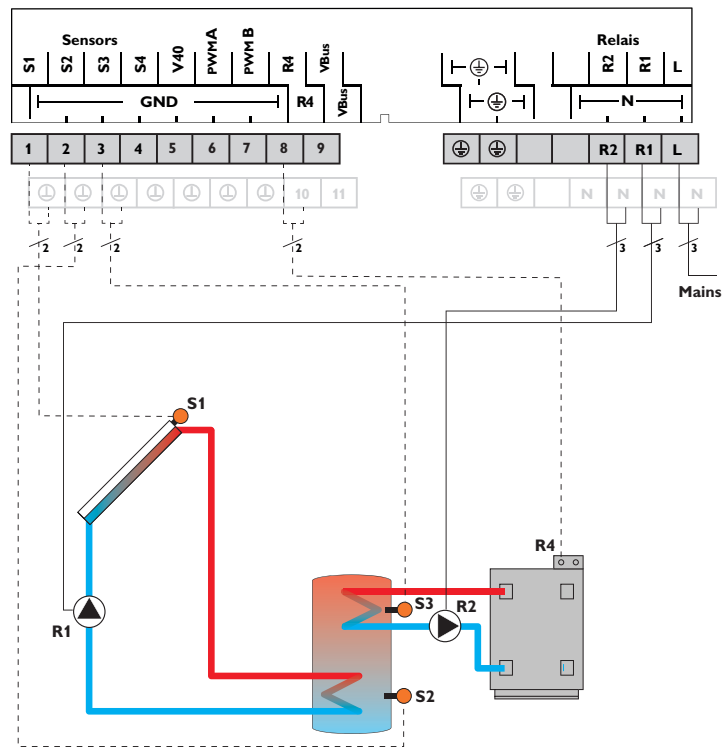 Sensors
Relais
S1 S2 S3 S4 V40 PWM A PWM B R4 VBus
R2 R1 L
GND R4 VBus
N
1 2 3 4 5 6 7 8 9
R2 R1 L
10 11
N N N N
2 2 2 2
3 3 3
Mains
S1
R4
S3
R2
R1
S2